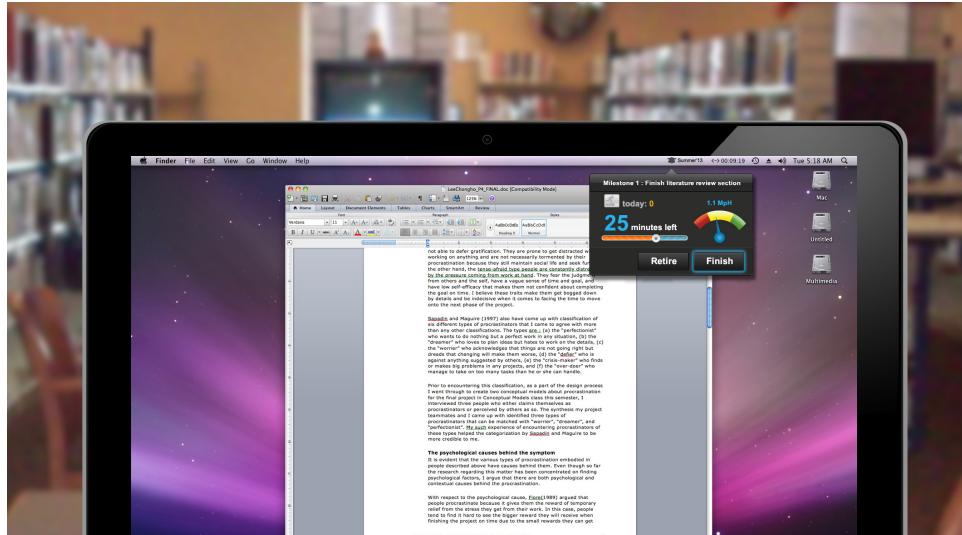 Finder File Edit View Go Window Help
Summer'13 <·> 00:09:19 Tue 5:18 AM
LeeChangho_P4_FINAL.doc [Compatibility Mode]
125%
Home Layout Document Elements Tables Charts SmartArt Review
Font Paragraph Styles
Verdana 11 AaBbCcDdEe AaBbCcDdI
B I U ABC Heading 3 Normal
Milestone 1 : Finish literature review section
today: 0
1.1 MpH
25 minutes left
Retire Finish
Mac
Untitled
Multimedia
not able to defer gratification. They are prone to get distracted w
working on anything and are not necessarily tormented by their
procrastination because they still maintain social life and seek fun
the other hand, the tense-afraid type people are constantly distre
by the pressure coming from work at hand. They fear the judgm
from others and the self, have a vague sense of time and goal, and
have low self-efficacy that makes them not confident about completing
the goal on time. I believe these traits make them get bogged down
by details and be indecisive when it comes to facing the time to move
onto the next phase of the project.
Sapadin and Maguire (1997) also have come up with classification of
six different types of procrastinators that I came to agree with more
than any other classifications. The types are : (a) the "perfectionist"
who wants to do nothing but a perfect work in any situation, (b) the
"dreamer" who loves to plan ideas but hates to work on the details, (c)
the "worrier" who acknowledges that things are not going right but
dreads that changing will make them worse, (d) the "defier" who is
against anything suggested by others, (e) the "crisis-maker" who finds
or makes big problems in any projects, and (f) the "over-doer" who
manage to take on too many tasks than he or she can handle.
Prior to encountering this classification, as a part of the design process
I went through to create two conceptual models about procrastination
for the final project in Conceptual Models class this semester, I
interviewed three people who either claims themselves as
procrastinators or perceived by others as so. The synthesis my project
teammates and I came up with identified three types of
procrastinators that can be matched with "worrier", "dreamer", and
"perfectionist". My such experience of encountering procrastinators of
these types helped the categorization by Sapadin and Maguire to be
more credible to me.
The psychological causes behind the symptom
It is evident that the various types of procrastination embodied in
people described above have causes behind them. Even though so far
the research regarding this matter has been concentrated on finding
psychological factors, I argue that there are both psychological and
contextual causes behind the procrastination.
With respect to the psychological cause, Fiore(1989) argued that
people procrastinate because it gives them the reward of temporary
relief from the stress they get from their work. In this case, people
tend to find it hard to see the bigger reward they will receive when
finishing the project on time due to the small rewards they can get